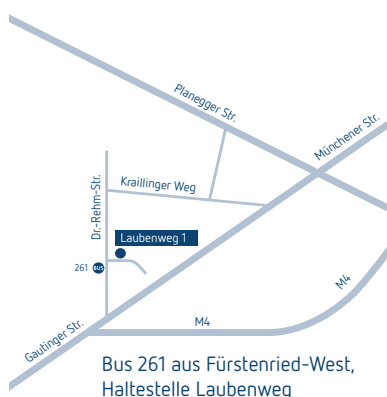 Planegger Str.
Münchener Str.
Kraillinger Weg
Dr.-Rehm-Str.
Laubenweg 1
261 BUS
M4
M4
Gautinger Str.
Bus 261 aus Fürstenried-West,
Haltestelle Laubenweg